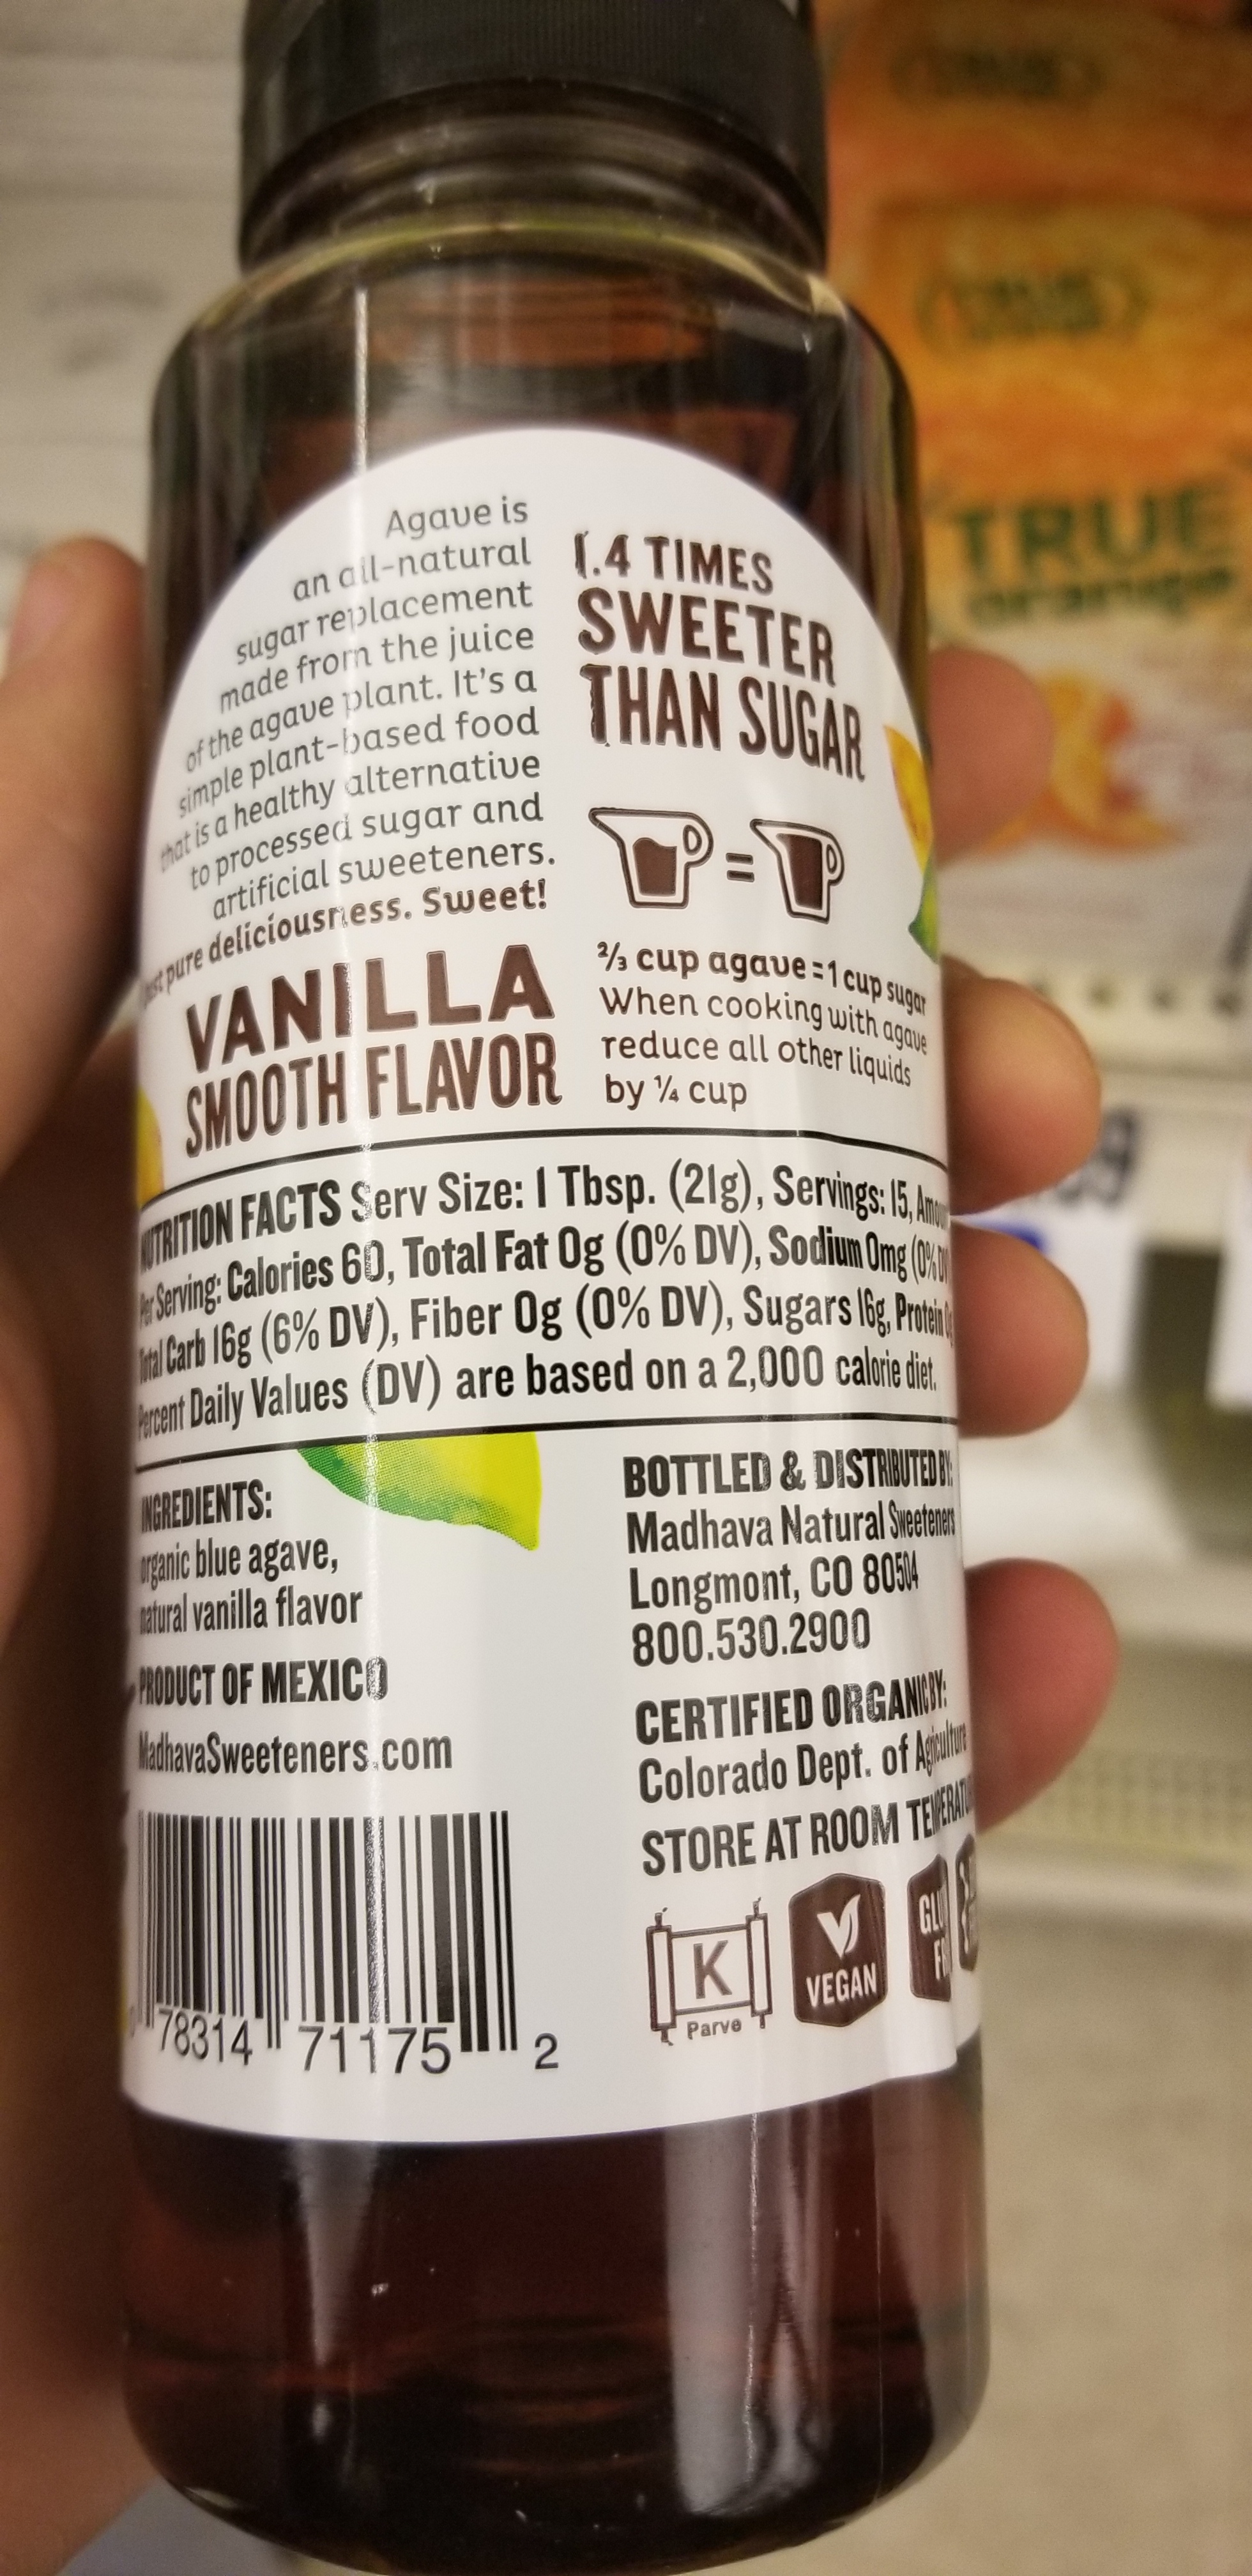 Agave is
an all-natural
sugar replacement
made from the juice
of the agave plant. It's a
simple plant-based food
that is a healthy alternative
to processed sugar and
artificial sweeteners.
pure deliciousness. Sweet!
VANILLA
SMOOTH FLAVOR
1.4 TIMES
SWEETER
THAN SUGAR
=
⅔ cup agave = 1 cup sugar
When cooking with agave
reduce all other liquids
by ¼ cup
NUTRITION FACTS Serv Size: 1 Tbsp. (21g), Servings: 15,
Per Serving: Calories 60, Total Fat 0g (0% DV), Sodium 0mg (0% DV
Total Carb 16g (6% DV), Fiber 0g (0% DV), Sugars 16g, Protein
Percent Daily Values (DV) are based on a 2,000 calorie diet.
INGREDIENTS:
organic blue agave,
natural vanilla flavor
PRODUCT OF MEXICO
MadhavaSweeteners.com
78314 71175 2
BOTTLED & DISTRIBUTED BY:
Madhava Natural Sweeteners
Longmont, CO 80504
800.530.2900
CERTIFIED ORGANIC BY:
Colorado Dept. of Agriculture
STORE AT ROOM
K
Parve
VEGAN
TRUE
orange